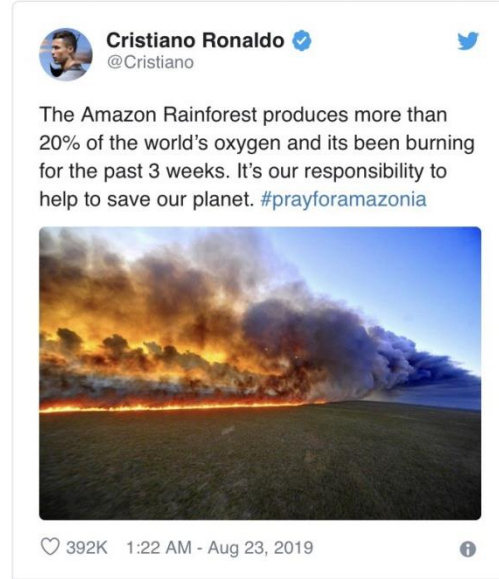 Cristiano Ronaldo
@Cristiano
The Amazon Rainforest produces more than
20% of the world’s oxygen and its been burning
for the past 3 weeks. It’s our responsibility to
help to save our planet. #prayforamazonia
392K 1:22 AM - Aug 23, 2019